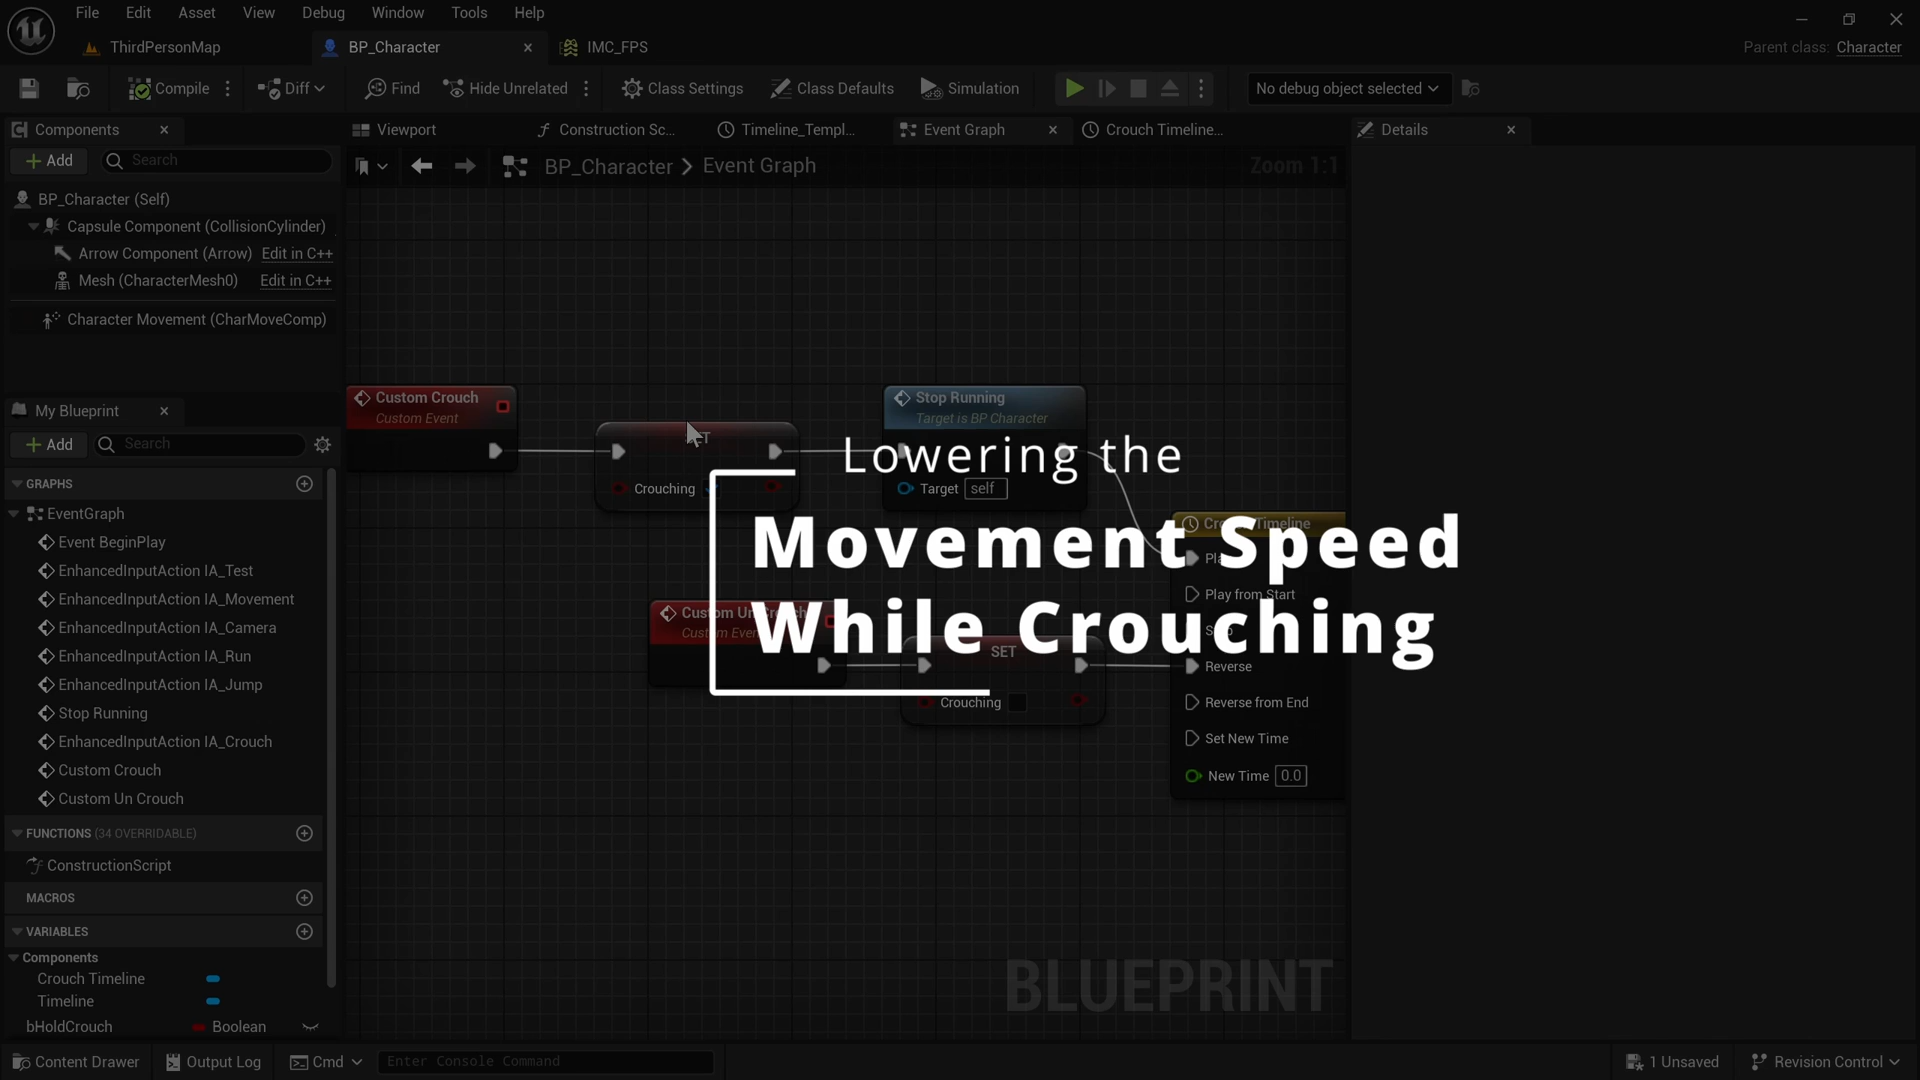 File Edit Asset View Debug Window Tools Help
ThirdPersonMap BP_Character IMC_FPS Parent class: Character
Compile Diff Find Hide Unrelated Class Settings Class Defaults Simulation No debug object selected
Components
Add Search
BP_Character (Self)
Capsule Component (CollisionCylinder)
Arrow Component (Arrow) Edit in C++
Mesh (CharacterMesh0) Edit in C++
Character Movement (CharMoveComp)
My Blueprint
Add Search
GRAPHS
EventGraph
Event BeginPlay
EnhancedInputAction IA_Test
EnhancedInputAction IA_Movement
EnhancedInputAction IA_Camera
EnhancedInputAction IA_Run
EnhancedInputAction IA_Jump
Stop Running
EnhancedInputAction IA_Crouch
Custom Crouch
Custom Un Crouch
FUNCTIONS (34 OVERRIDABLE)
ConstructionScript
MACROS
VARIABLES
Components
Crouch Timeline
Timeline
bHoldCrouch Boolean
Viewport Construction Sc... Timeline_Templ... Event Graph Crouch Timeline... Details
BP_Character > Event Graph Zoom 1:1
Custom Crouch
Custom Event
Crouching
Stop Running
Target is BP Character
Target self
Lowering the
Movement Speed
While Crouching
SET
Crouching
Play from Start
Reverse
Reverse from End
Set New Time
New Time 0.0
BLUEPRINT
Content Drawer Output Log Cmd Enter Console Command 1 Unsaved Revision Control